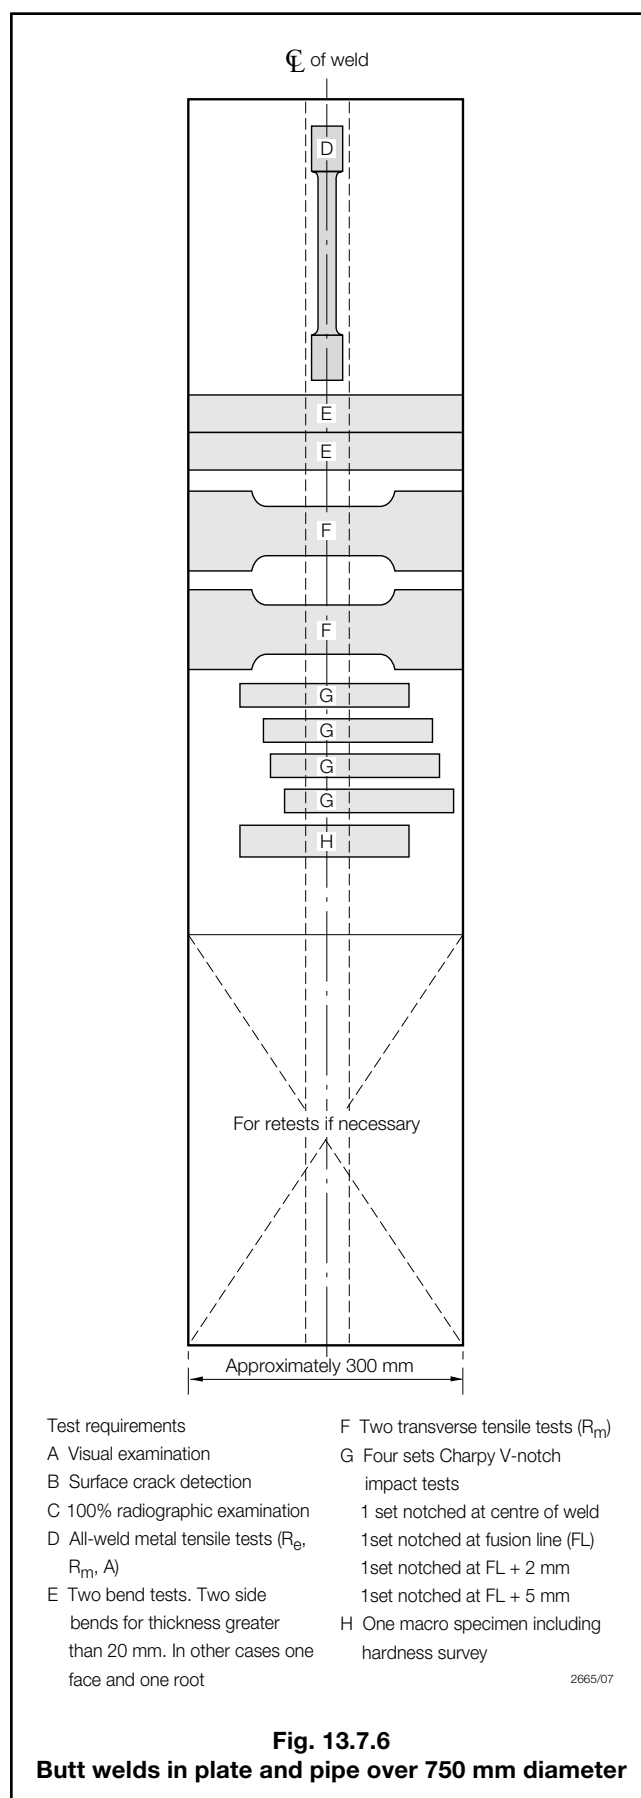 ℄ of weld
D
E
E
F
F
G
G
G
G
H
For retests if necessary
Approximately 300 mm
Test requirements
A Visual examination
B Surface crack detection
C 100% radiographic examination
D All-weld metal tensile tests (Re,
Rm, A)
E Two bend tests. Two side
bends for thickness greater
than 20 mm. In other cases one
face and one root
F Two transverse tensile tests (Rm)
G Four sets Charpy V-notch
impact tests
1 set notched at centre of weld
1set notched at fusion line (FL)
1set notched at FL + 2 mm
1set notched at FL + 5 mm
H One macro specimen including
hardness survey
2665/07
Fig. 13.7.6
Butt welds in plate and pipe over 750 mm diameter